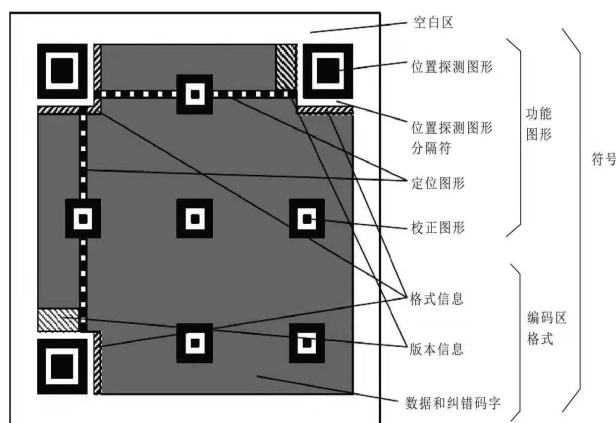 空白区
位置探测图形
位置探测图形
分隔符
功能
图形
符号
定位图形
校正图形
格式信息
编码区
格式
版本信息
数据和纠错码字